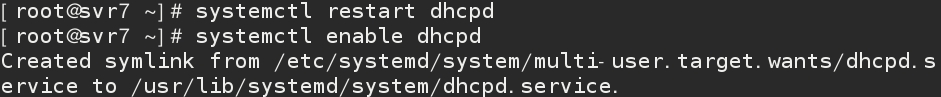 [root@svr7 ~]# systemctl restart dhcpd
[root@svr7 ~]# systemctl enable dhcpd
Created symlink from /etc/systemd/system/multi-user.target.wants/dhcpd.s
ervice to /usr/lib/systemd/system/dhcpd.service.